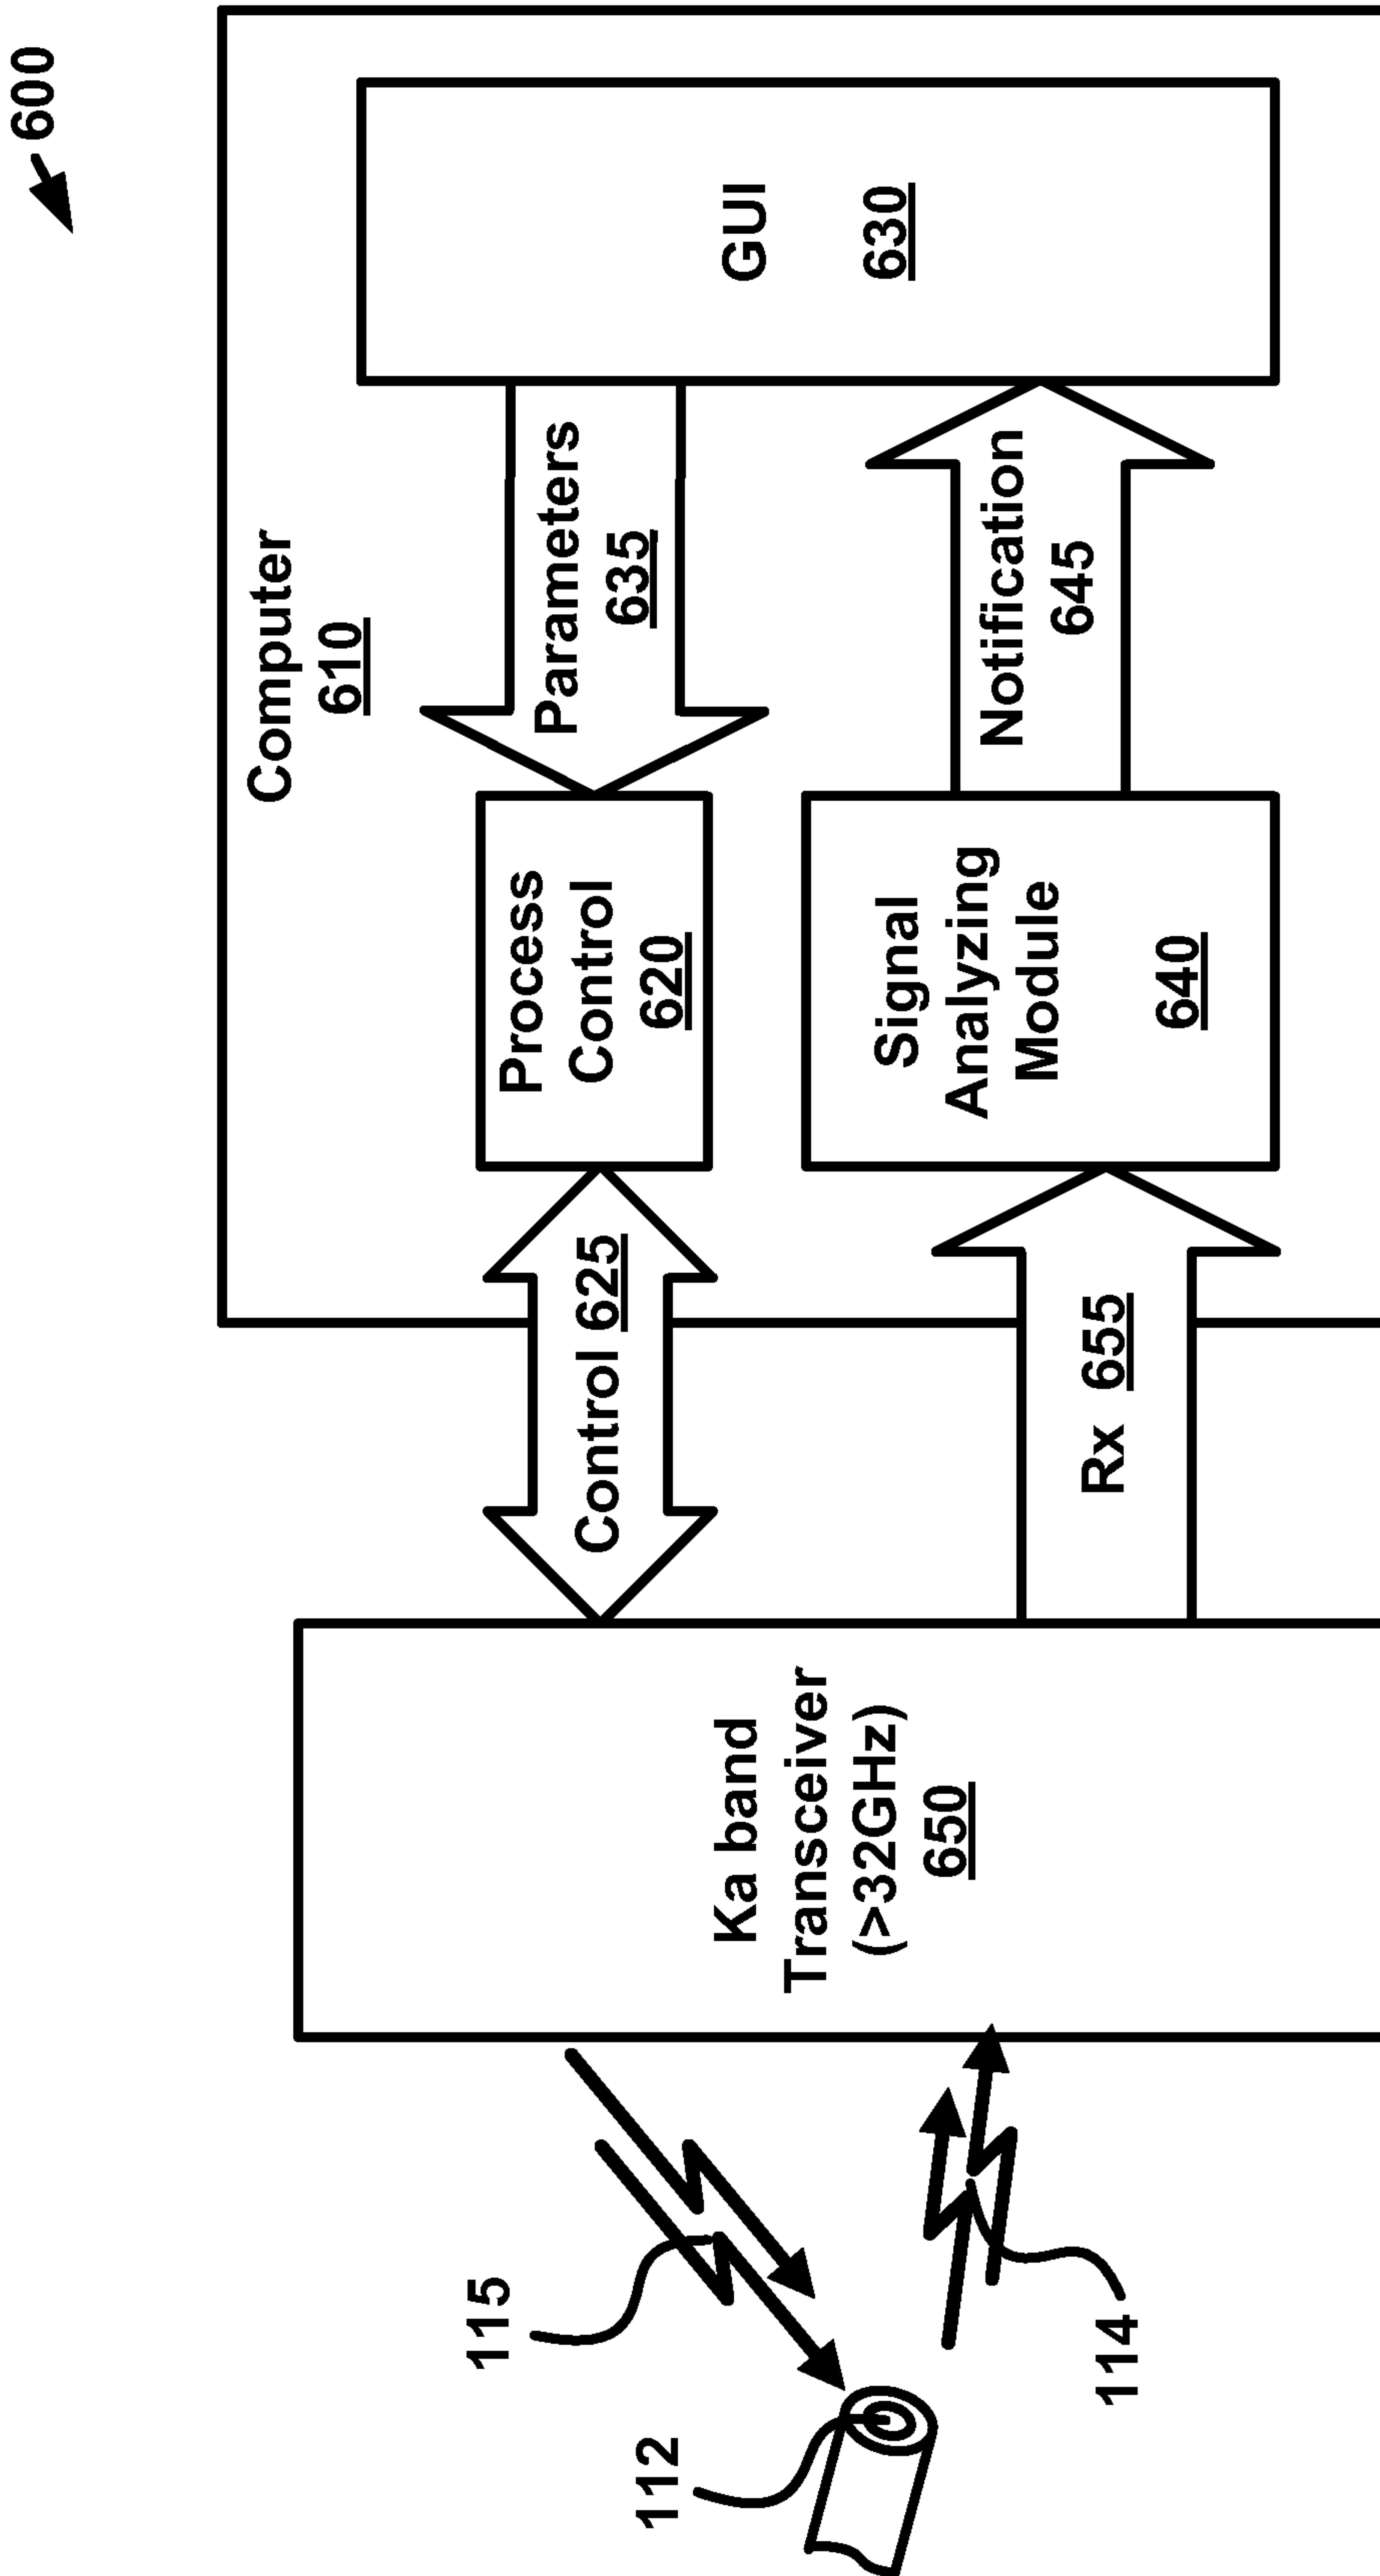 600
Computer
610
GUI
630
Parameters
635
Process
Control
620
Notification
645
Signal
Analyzing
Module
640
Control 625
Rx 655
Ka band
Transceiver
(>32GHz)
650
115
112
114